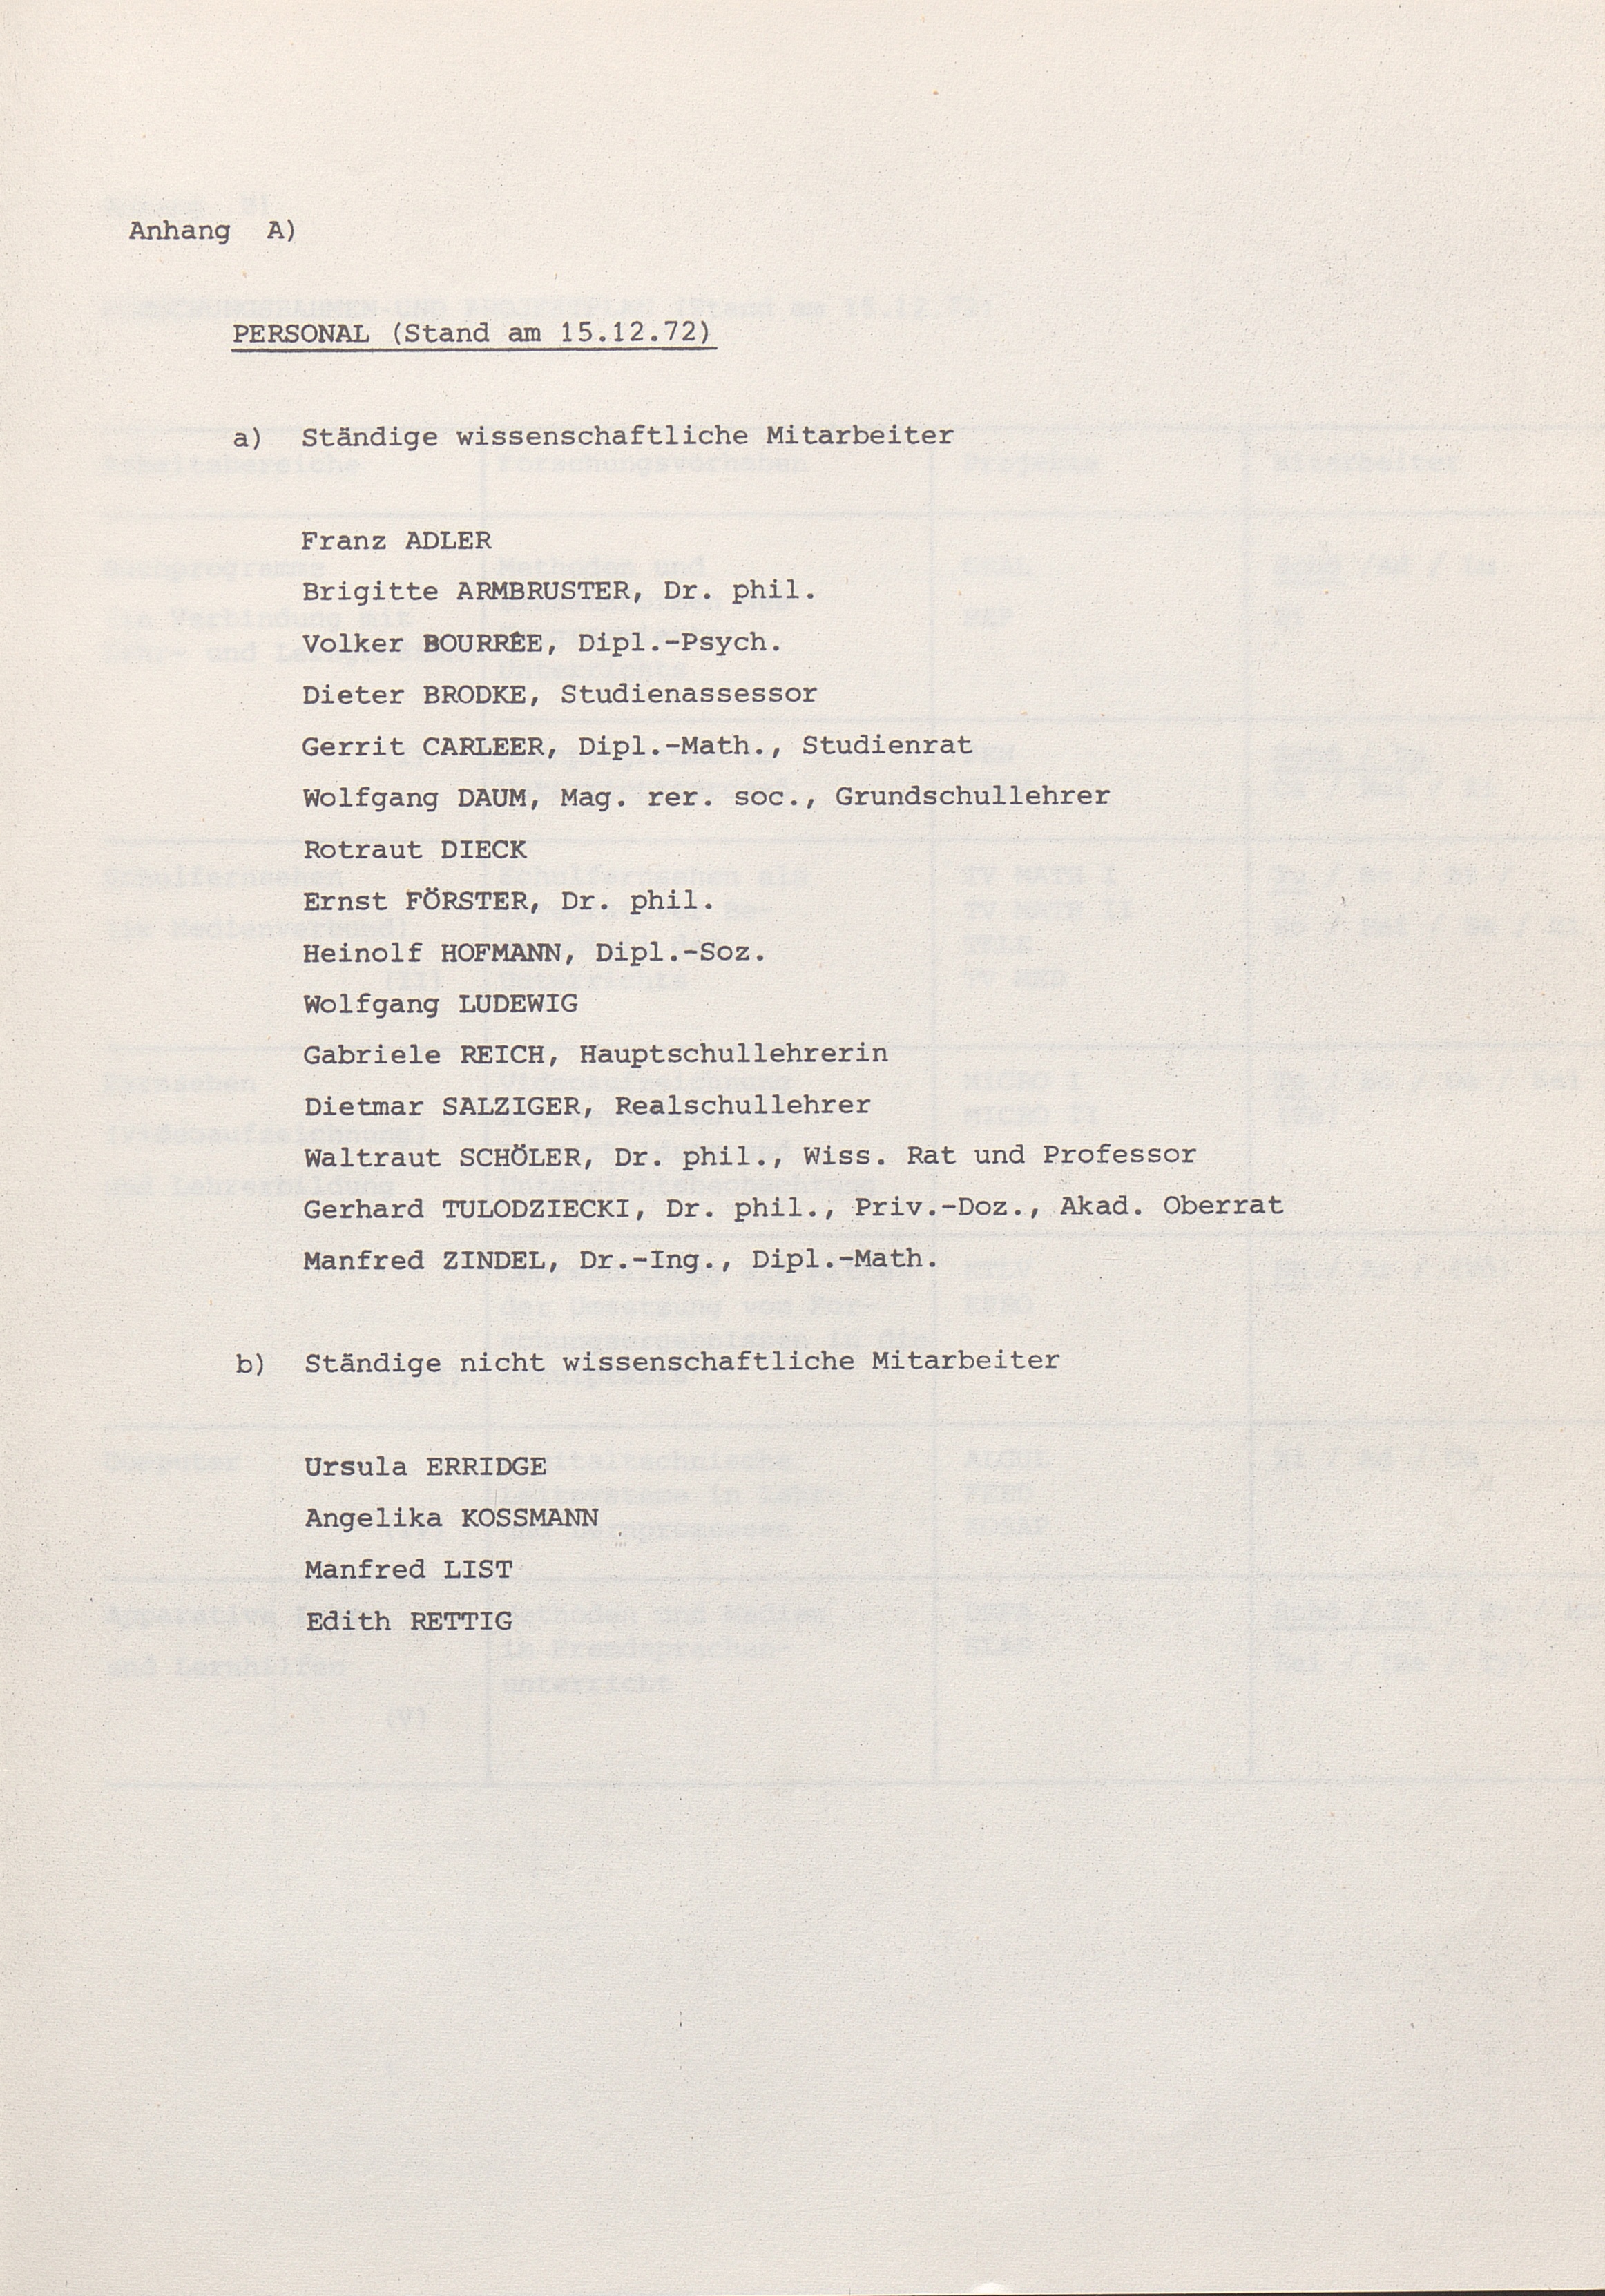 Anhang A)
PERSONAL (Stand am 15.12.72)
a) Ständige wissenschaftliche Mitarbeiter
Franz ADLER
Brigitte ARMBRUSTER, Dr. phil.
Volker BOURRÉE, Dipl.-Psych.
Dieter BRODKE, Studienassessor
Gerrit CARLEER, Dipl.-Math., Studienrat
Wolfgang DAUM, Mag. rer. soc., Grundschullehrer
Rotraut DIECK
Ernst FÖRSTER, Dr. phil.
Heinolf HOFMANN, Dipl.-Soz.
Wolfgang LUDEWIG
Gabriele REICH, Hauptschullehrerin
Dietmar SALZIGER, Realschullehrer
Waltraut SCHÖLER, Dr. phil., Wiss. Rat und Professor
Gerhard TULODZIECKI, Dr. phil., Priv.-Doz., Akad. Oberrat
Manfred ZINDEL, Dr.-Ing., Dipl.-Math.
b) Ständige nicht wissenschaftliche Mitarbeiter
Ursula ERRIDGE
Angelika KOSSMANN
Manfred LIST
Edith RETTIG